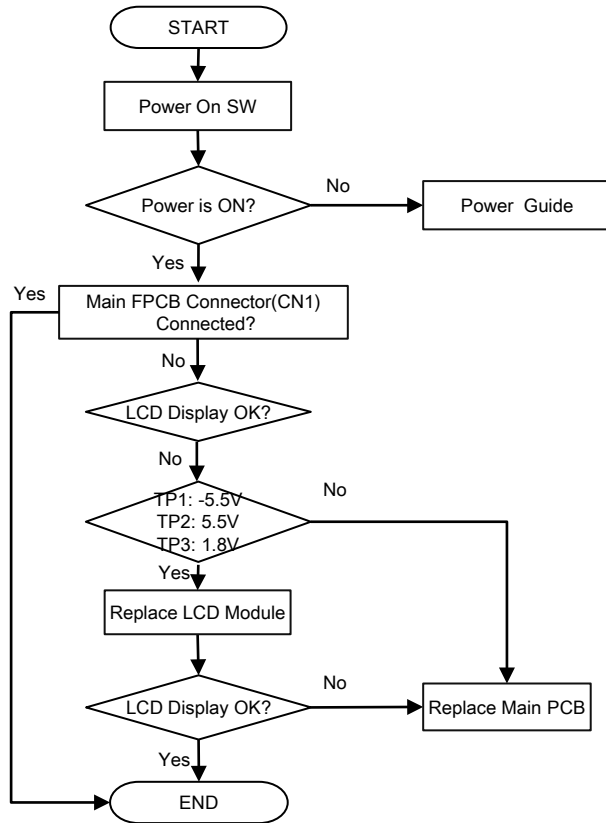 START
Power On SW
Power is ON?
No
Power Guide
Yes
Yes
Main FPCB Connector(CN1)
Connected?
No
LCD Display OK?
No
TP1: -5.5V
TP2: 5.5V
TP3: 1.8V
No
Yes
Replace LCD Module
LCD Display OK?
No
Replace Main PCB
Yes
END